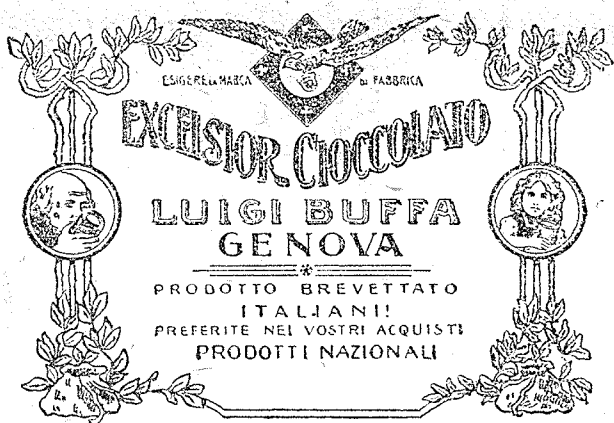 ESIGERE LA MARCA DI FABBRICA
EXCELSIOR CIOCCOLATO
LUIGI BUFFA
GENOVA
PRODOTTO BREVETTATO
ITALIANI!
PREFERITE NEI VOSTRI ACQUISTI
PRODOTTI NAZIONALI